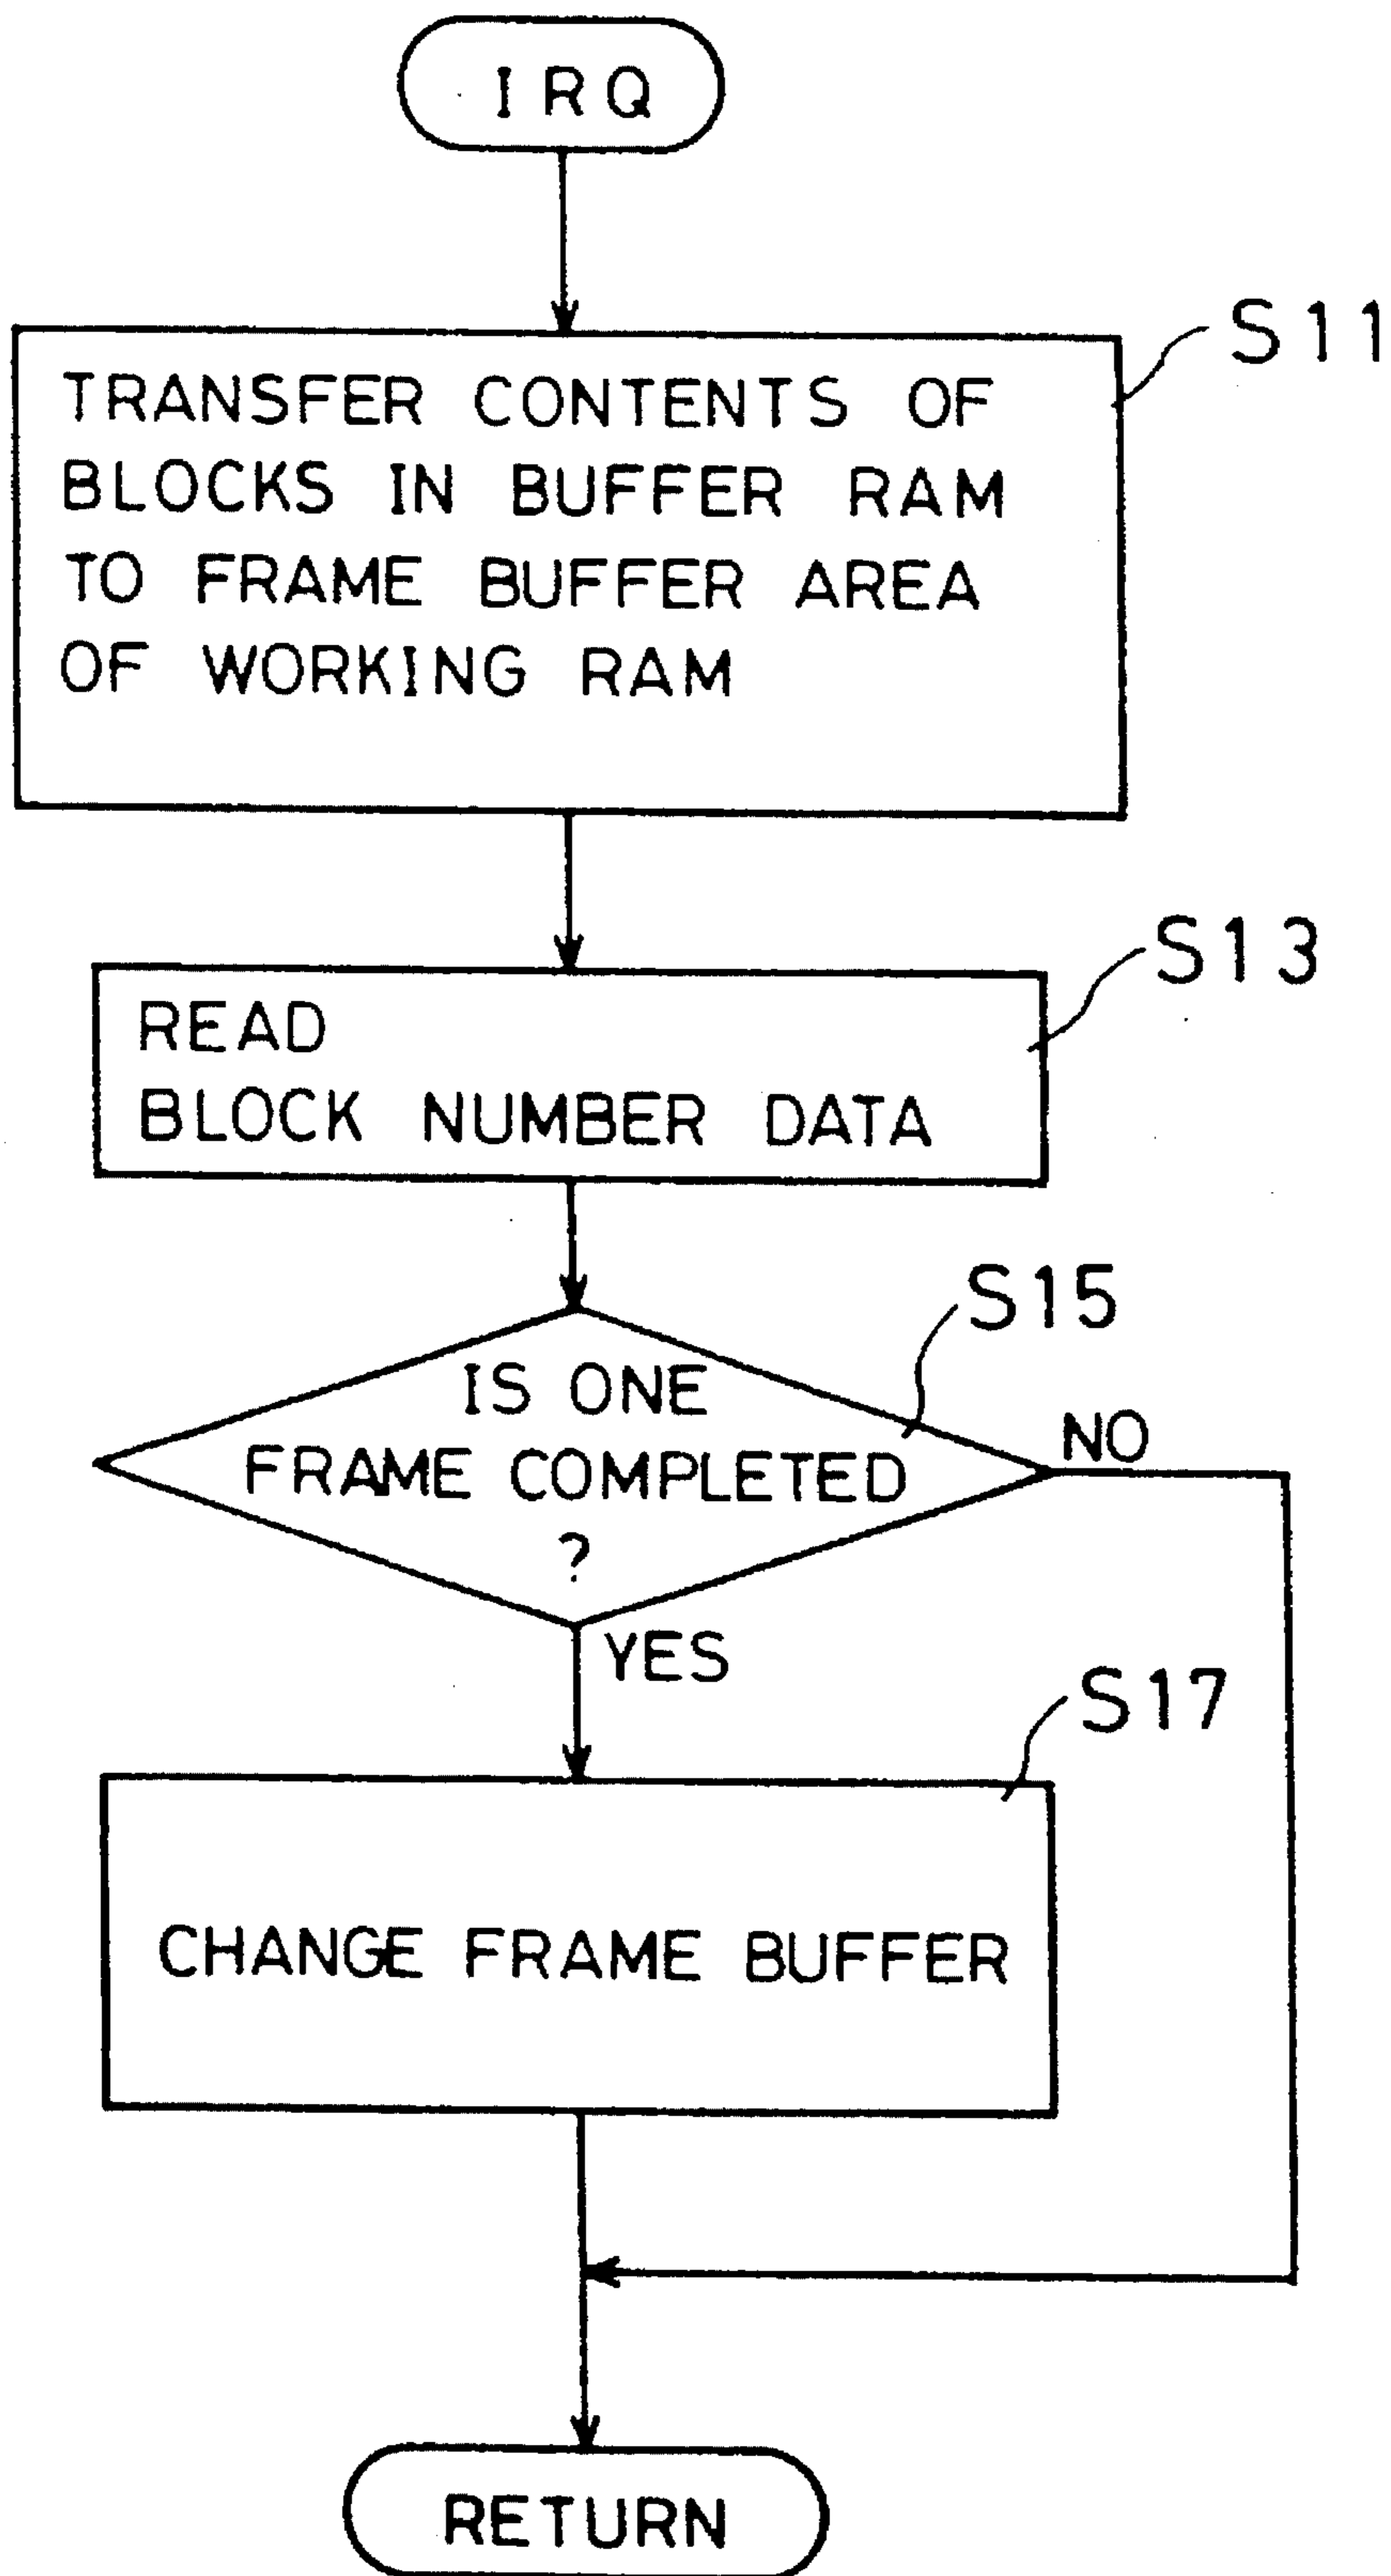 IRQ
S11
TRANSFER CONTENTS OF
BLOCKS IN BUFFER RAM
TO FRAME BUFFER AREA
OF WORKING RAM
S13
READ
BLOCK NUMBER DATA
S15
IS ONE
FRAME COMPLETED
?
NO
YES
S17
CHANGE FRAME BUFFER
RETURN